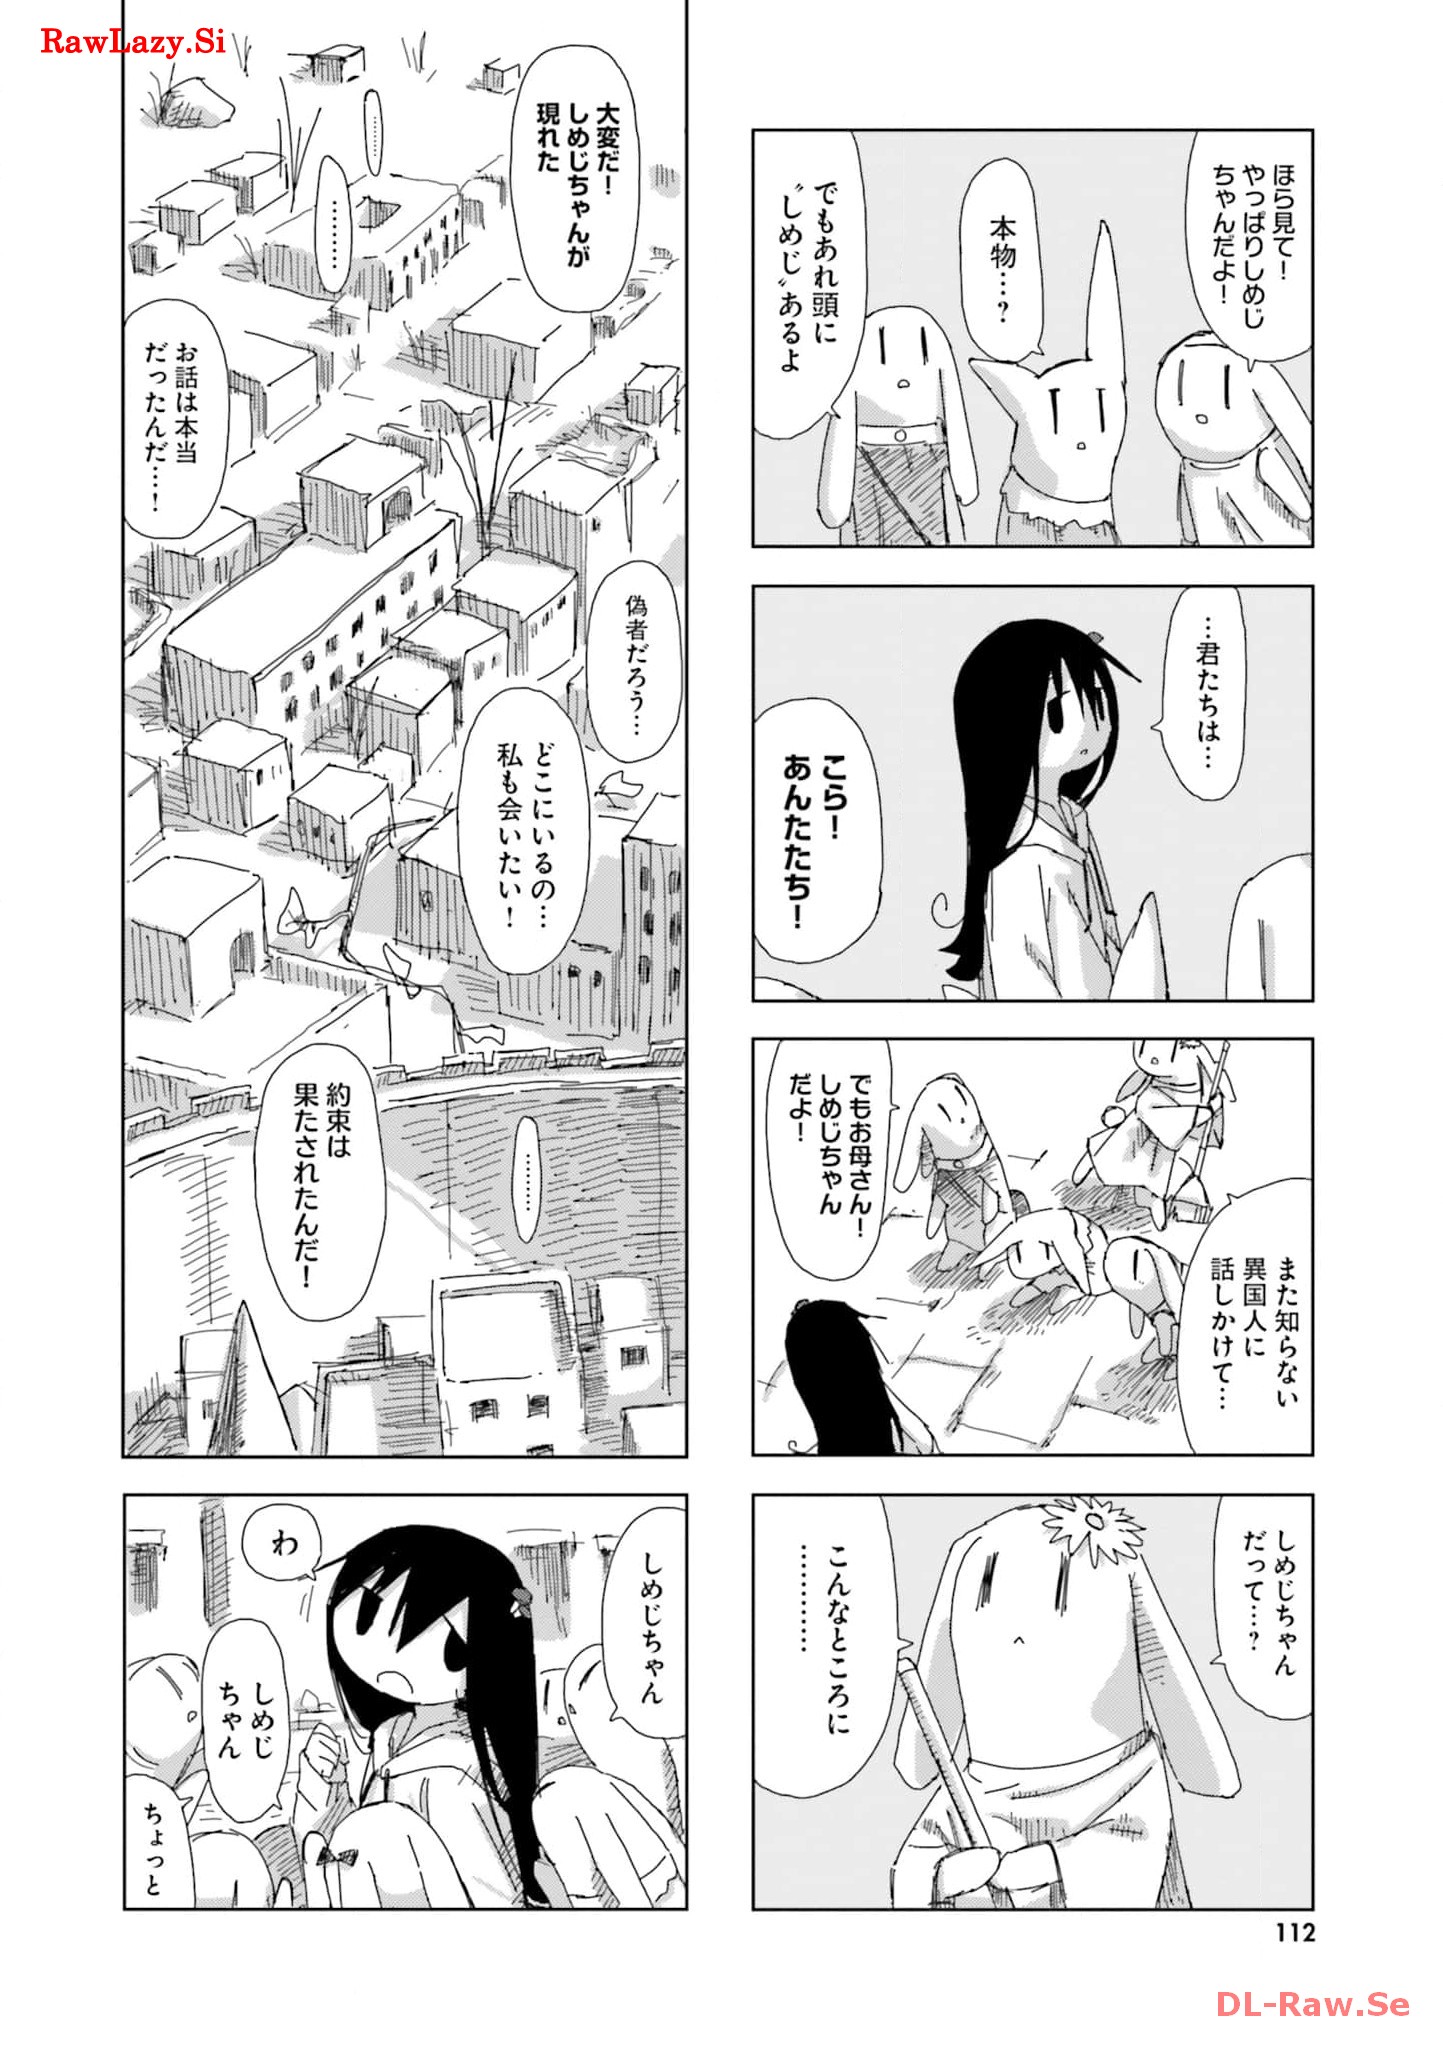 RawLazy.Si
ほら見て！
やっぱりしめじ
ちゃんだよ！
本物…？
でもあれ頭に
〝しめじ〟あるよ
…君たちは…
こら！
あんたたち！
また知らない
異国人に
話しかけて…
でもお母さん！
しめじちゃん
だよ！
しめじちゃん
だって…？
こんなところに
…………
大変だ！
しめじちゃんが
現れた
…………
…………
お話は本当
だったんだ…！
偽者だろう…
どこにいるの…
私も会いたい！
約束は
果たされたんだ！
…………
しめじちゃん
わ
しめじ
ちゃん
ちょっと
112
DL-Raw.Se